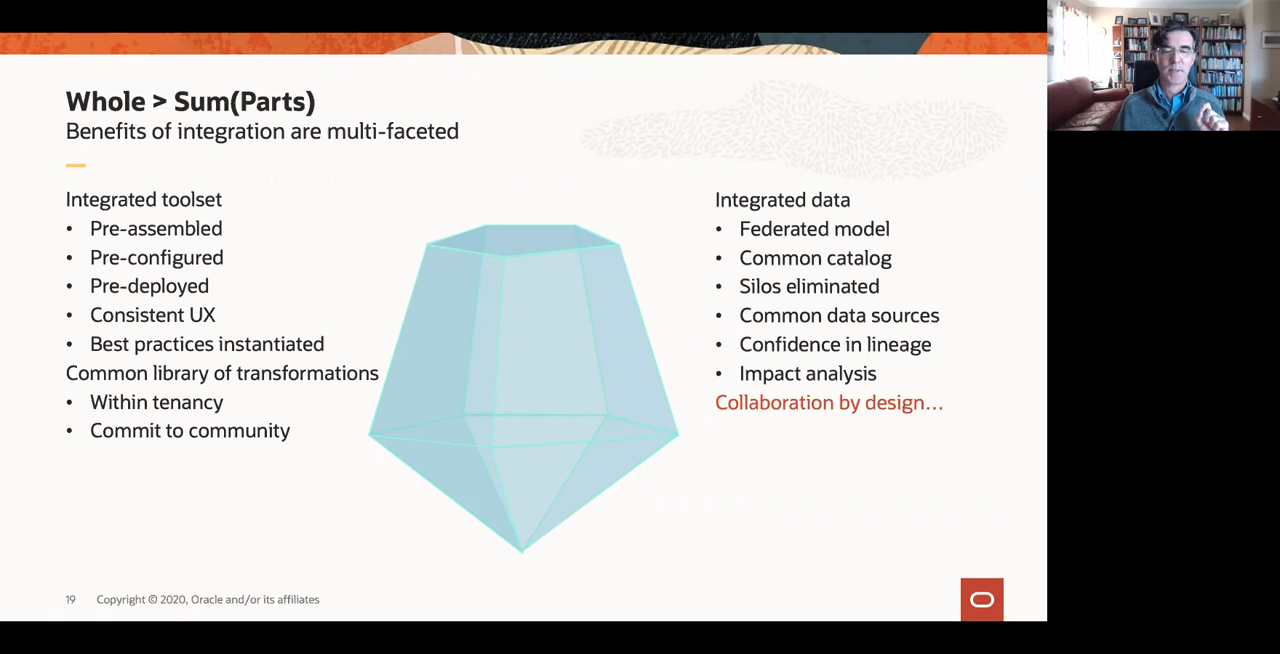 Whole > Sum(Parts)
Benefits of integration are multi-faceted
Integrated toolset
• Pre-assembled
• Pre-configured
• Pre-deployed
• Consistent UX
• Best practices instantiated
Common library of transformations
• Within tenancy
• Commit to community
Integrated data
• Federated model
• Common catalog
• Silos eliminated
• Common data sources
• Confidence in lineage
• Impact analysis
Collaboration by design...
19 Copyright © 2020, Oracle and/or its affiliates